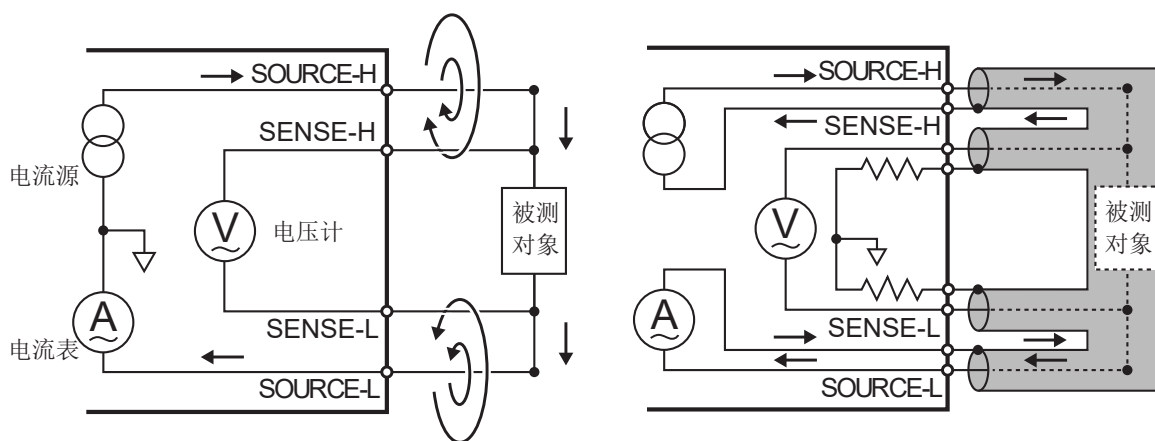 SOURCE-H
SENSE-H
电流源
V
电压计
被测
对象
A
电流表
SENSE-L
SOURCE-L
SOURCE-H
SENSE-H
V
被测
对象
A
SENSE-L
SOURCE-L